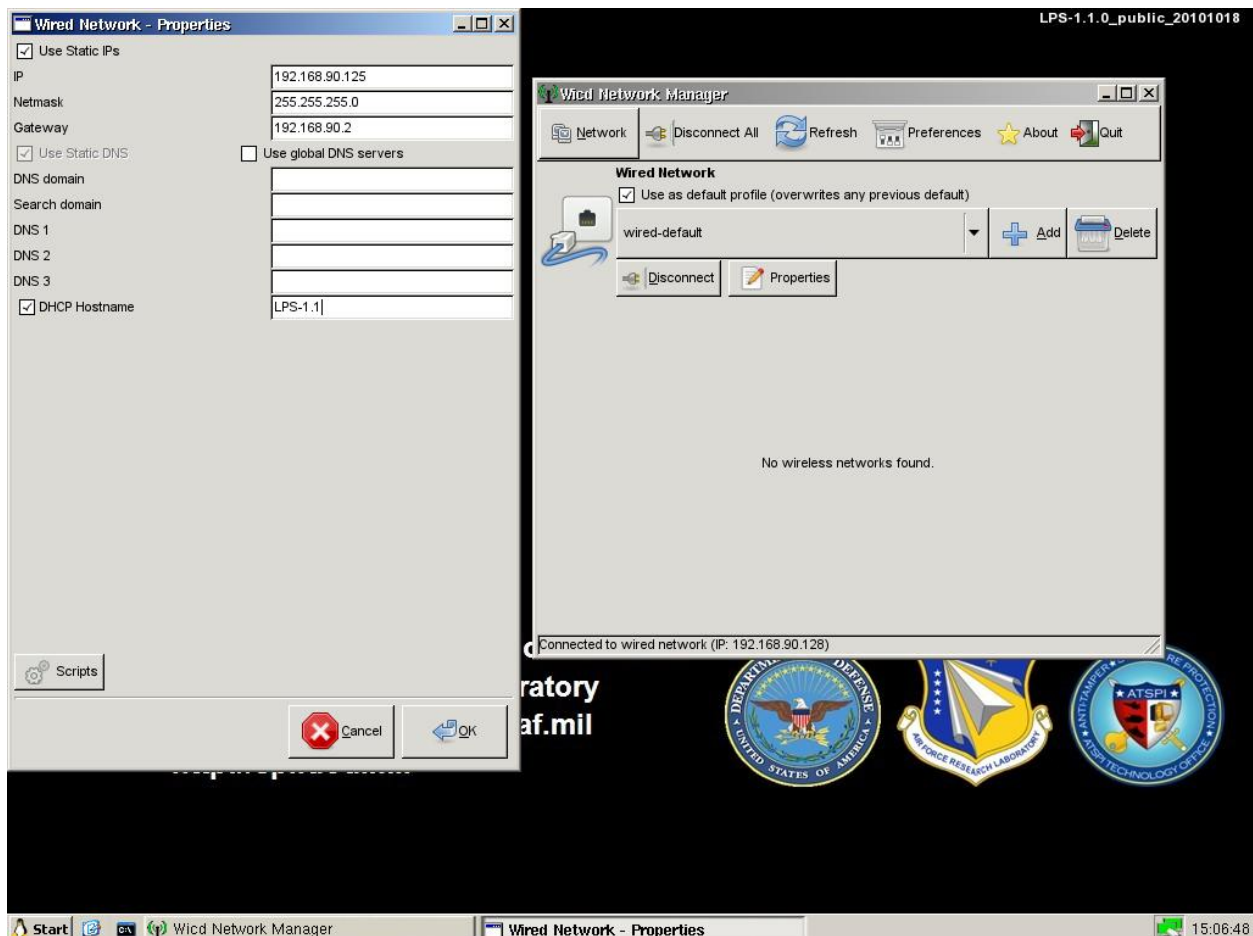 LPS-1.1.0_public_20101018
Wired Network - Properties
Use Static IPs
IP 192.168.90.125
Netmask 255.255.255.0
Gateway 192.168.90.2
Use Static DNS Use global DNS servers
DNS domain
Search domain
DNS 1
DNS 2
DNS 3
DHCP Hostname LPS-1.1
Scripts
Cancel OK
Wicd Network Manager
Network Disconnect All Refresh Preferences About Quit
Wired Network
Use as default profile (overwrites any previous default)
wired-default Add Delete
Disconnect Properties
No wireless networks found.
Connected to wired network (IP: 192.168.90.128)
ratory
af.mil
DEPARTMENT DEFENSE
UNITED STATES OF AMERICA
AIR FORCE RESEARCH LABORATORY
ATSPI
ATSPI TECHNOLOGY OFFICE
Start Wicd Network Manager Wired Network - Properties 15:06:48